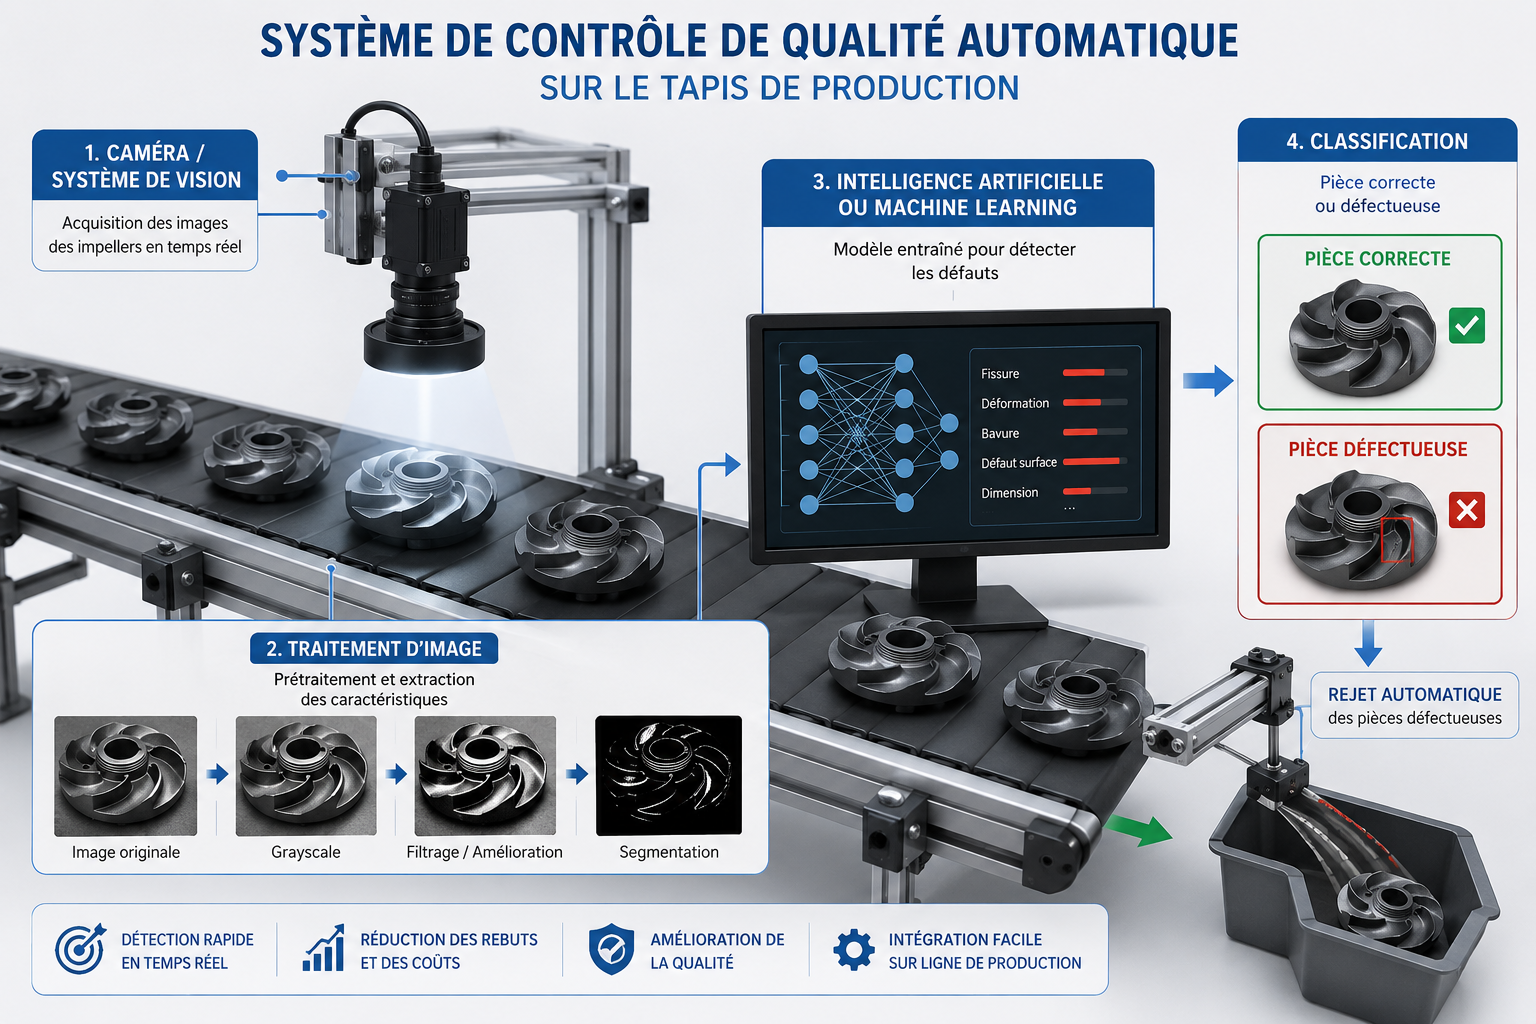 SYSTÈME DE CONTRÔLE DE QUALITÉ AUTOMATIQUE
SUR LE TAPIS DE PRODUCTION
1. CAMÉRA /
SYSTÈME DE VISION
Acquisition des images
des impellers en temps réel
3. INTELLIGENCE ARTIFICIELLE
OU MACHINE LEARNING
Modèle entraîné pour détecter
les défauts
Fissure
Déformation
Bavure
Défaut surface
Dimension
...
4. CLASSIFICATION
Pièce correcte
ou défectueuse
PIÈCE CORRECTE
PIÈCE DÉFECTUEUSE
REJET AUTOMATIQUE
des pièces défectueuses
2. TRAITEMENT D'IMAGE
Prétraitement et extraction
des caractéristiques
Image originale
Grayscale
Filtrage / Amélioration
Segmentation
DÉTECTION RAPIDE
EN TEMPS RÉEL
RÉDUCTION DES REBUTS
ET DES COÛTS
AMÉLIORATION DE
LA QUALITÉ
INTÉGRATION FACILE
SUR LIGNE DE PRODUCTION